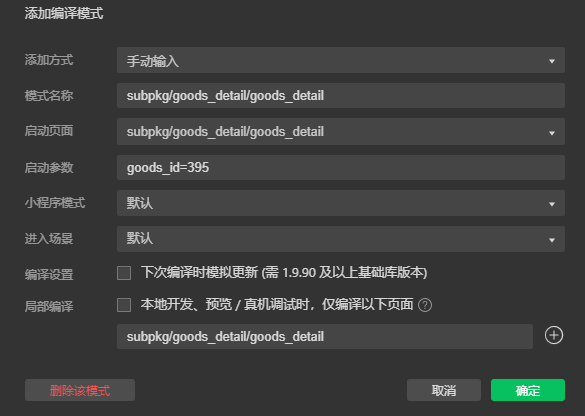 添加编译模式
添加方式 手动输入
模式名称 subpkg/goods_detail/goods_detail
启动页面 subpkg/goods_detail/goods_detail
启动参数 goods_id=395
小程序模式 默认
进入场景 默认
编译设置 下次编译时模拟更新 (需 1.9.90 及以上基础库版本)
局部编译 本地开发、预览 / 真机调试时，仅编译以下页面 ?
subpkg/goods_detail/goods_detail
删除该模式 取消 确定